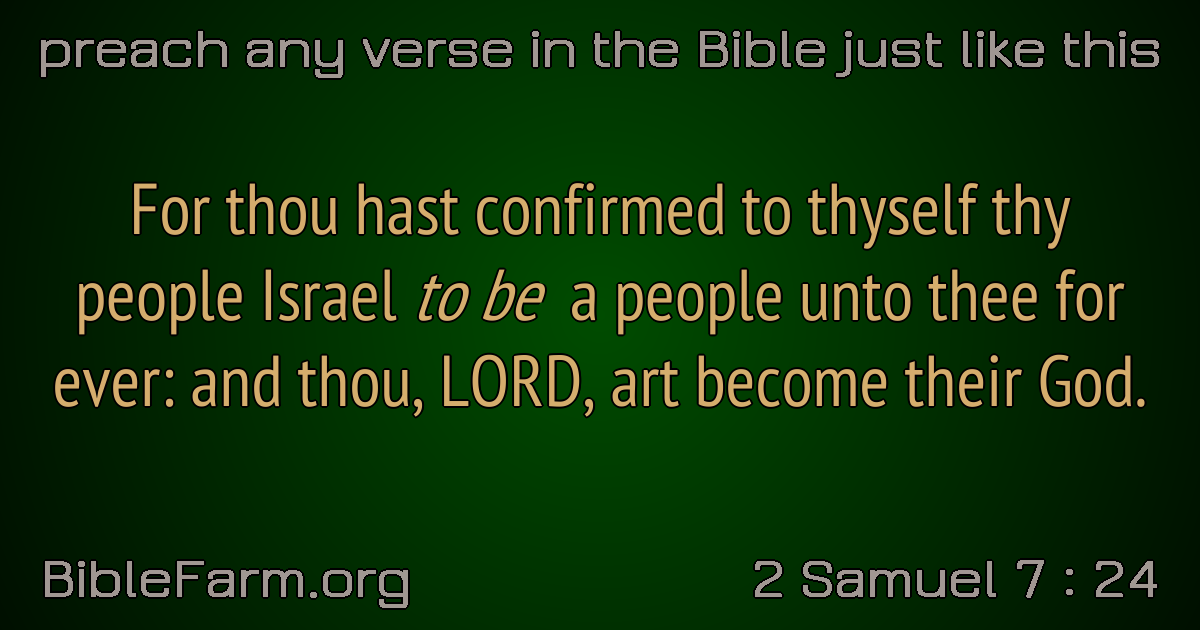 preach any verse in the Bible just like this
For thou hast confirmed to thyself thy
people Israel to be a people unto thee for
ever: and thou, LORD, art become their God.
BibleFarm.org
2 Samuel 7 : 24